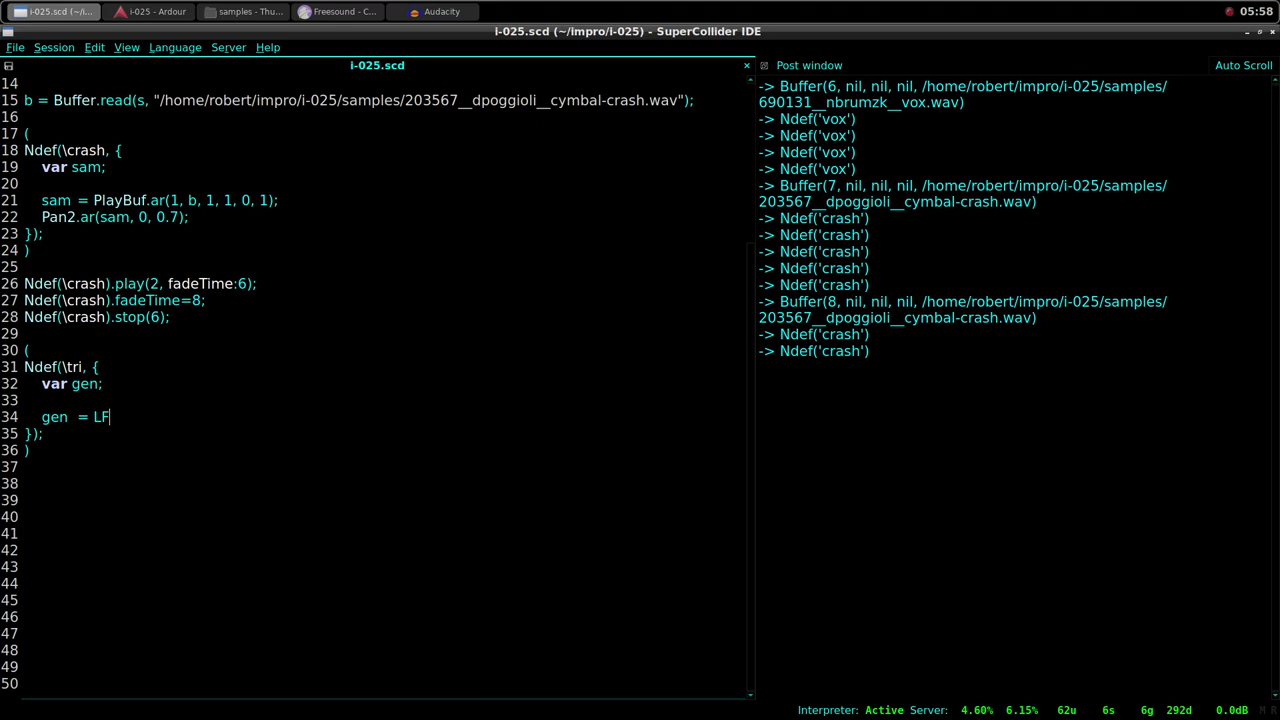 i-025.scd (~/i...
i-025 - Ardour
samples - Thu...
Freesound - C...
Audacity
05:58
i-025.scd (~/impro/i-025) - SuperCollider IDE
File Session Edit View Language Server Help
i-025.scd
14
15 b = Buffer.read(s, "/home/robert/impro/i-025/samples/203567__dpoggioli__cymbal-crash.wav");
16
17 (
18 Ndef(\crash, {
19 var sam;
20
21 sam = PlayBuf.ar(1, b, 1, 1, 0, 1);
22 Pan2.ar(sam, 0, 0.7);
23 });
24 )
25
26 Ndef(\crash).play(2, fadeTime:6);
27 Ndef(\crash).fadeTime=8;
28 Ndef(\crash).stop(6);
29
30 (
31 Ndef(\tri, {
32 var gen;
33
34 gen = LF
35 });
36 )
37
38
39
40
41
42
43
44
45
46
47
48
49
50
Post window
Auto Scroll
-> Buffer(6, nil, nil, nil, /home/robert/impro/i-025/samples/
690131__nbrumzk__vox.wav)
-> Ndef('vox')
-> Ndef('vox')
-> Ndef('vox')
-> Ndef('vox')
-> Buffer(7, nil, nil, nil, /home/robert/impro/i-025/samples/
203567__dpoggioli__cymbal-crash.wav)
-> Ndef('crash')
-> Ndef('crash')
-> Ndef('crash')
-> Ndef('crash')
-> Ndef('crash')
-> Buffer(8, nil, nil, nil, /home/robert/impro/i-025/samples/
203567__dpoggioli__cymbal-crash.wav)
-> Ndef('crash')
-> Ndef('crash')
Interpreter: Active Server: 4.60% 6.15% 62u 6s 6g 292d 0.0dB M R